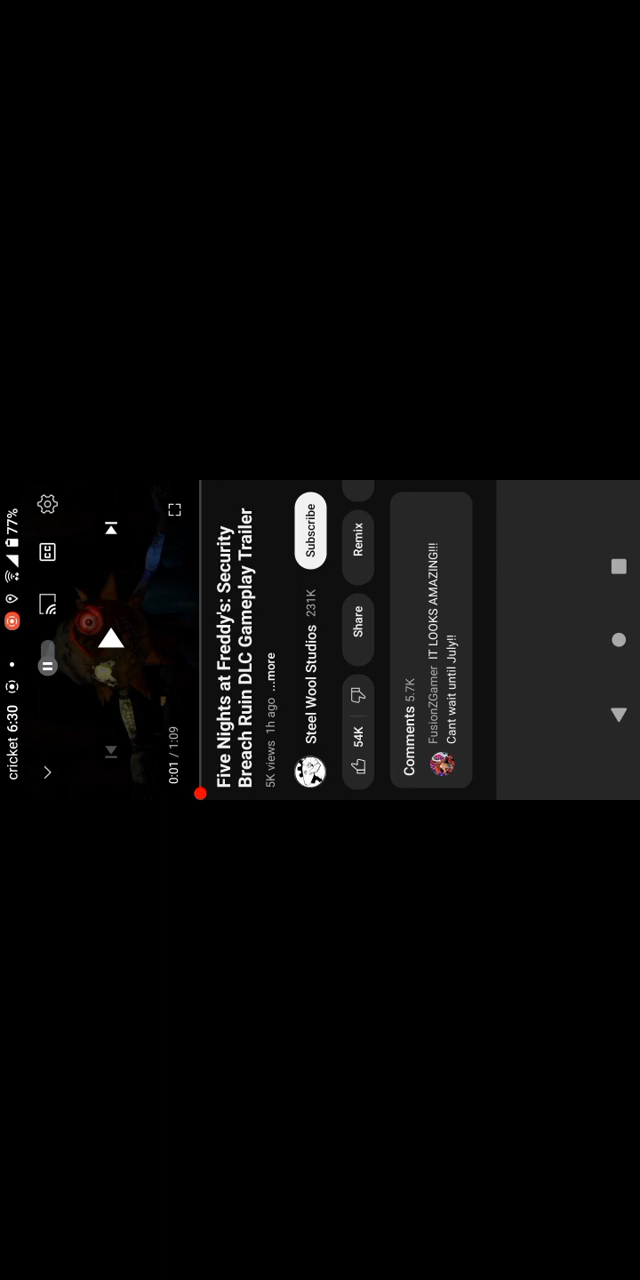 cricket 6:30
77%
CC
0:01 / 1:09
Five Nights at Freddy's: Security
Breach Ruin DLC Gameplay Trailer
5K views 1h ago ...more
Steel Wool Studios 231K
Subscribe
54K
Share
Remix
Comments 5.7K
FusionZGamer IT LOOKS AMAZING!!!
Cant wait until July!!